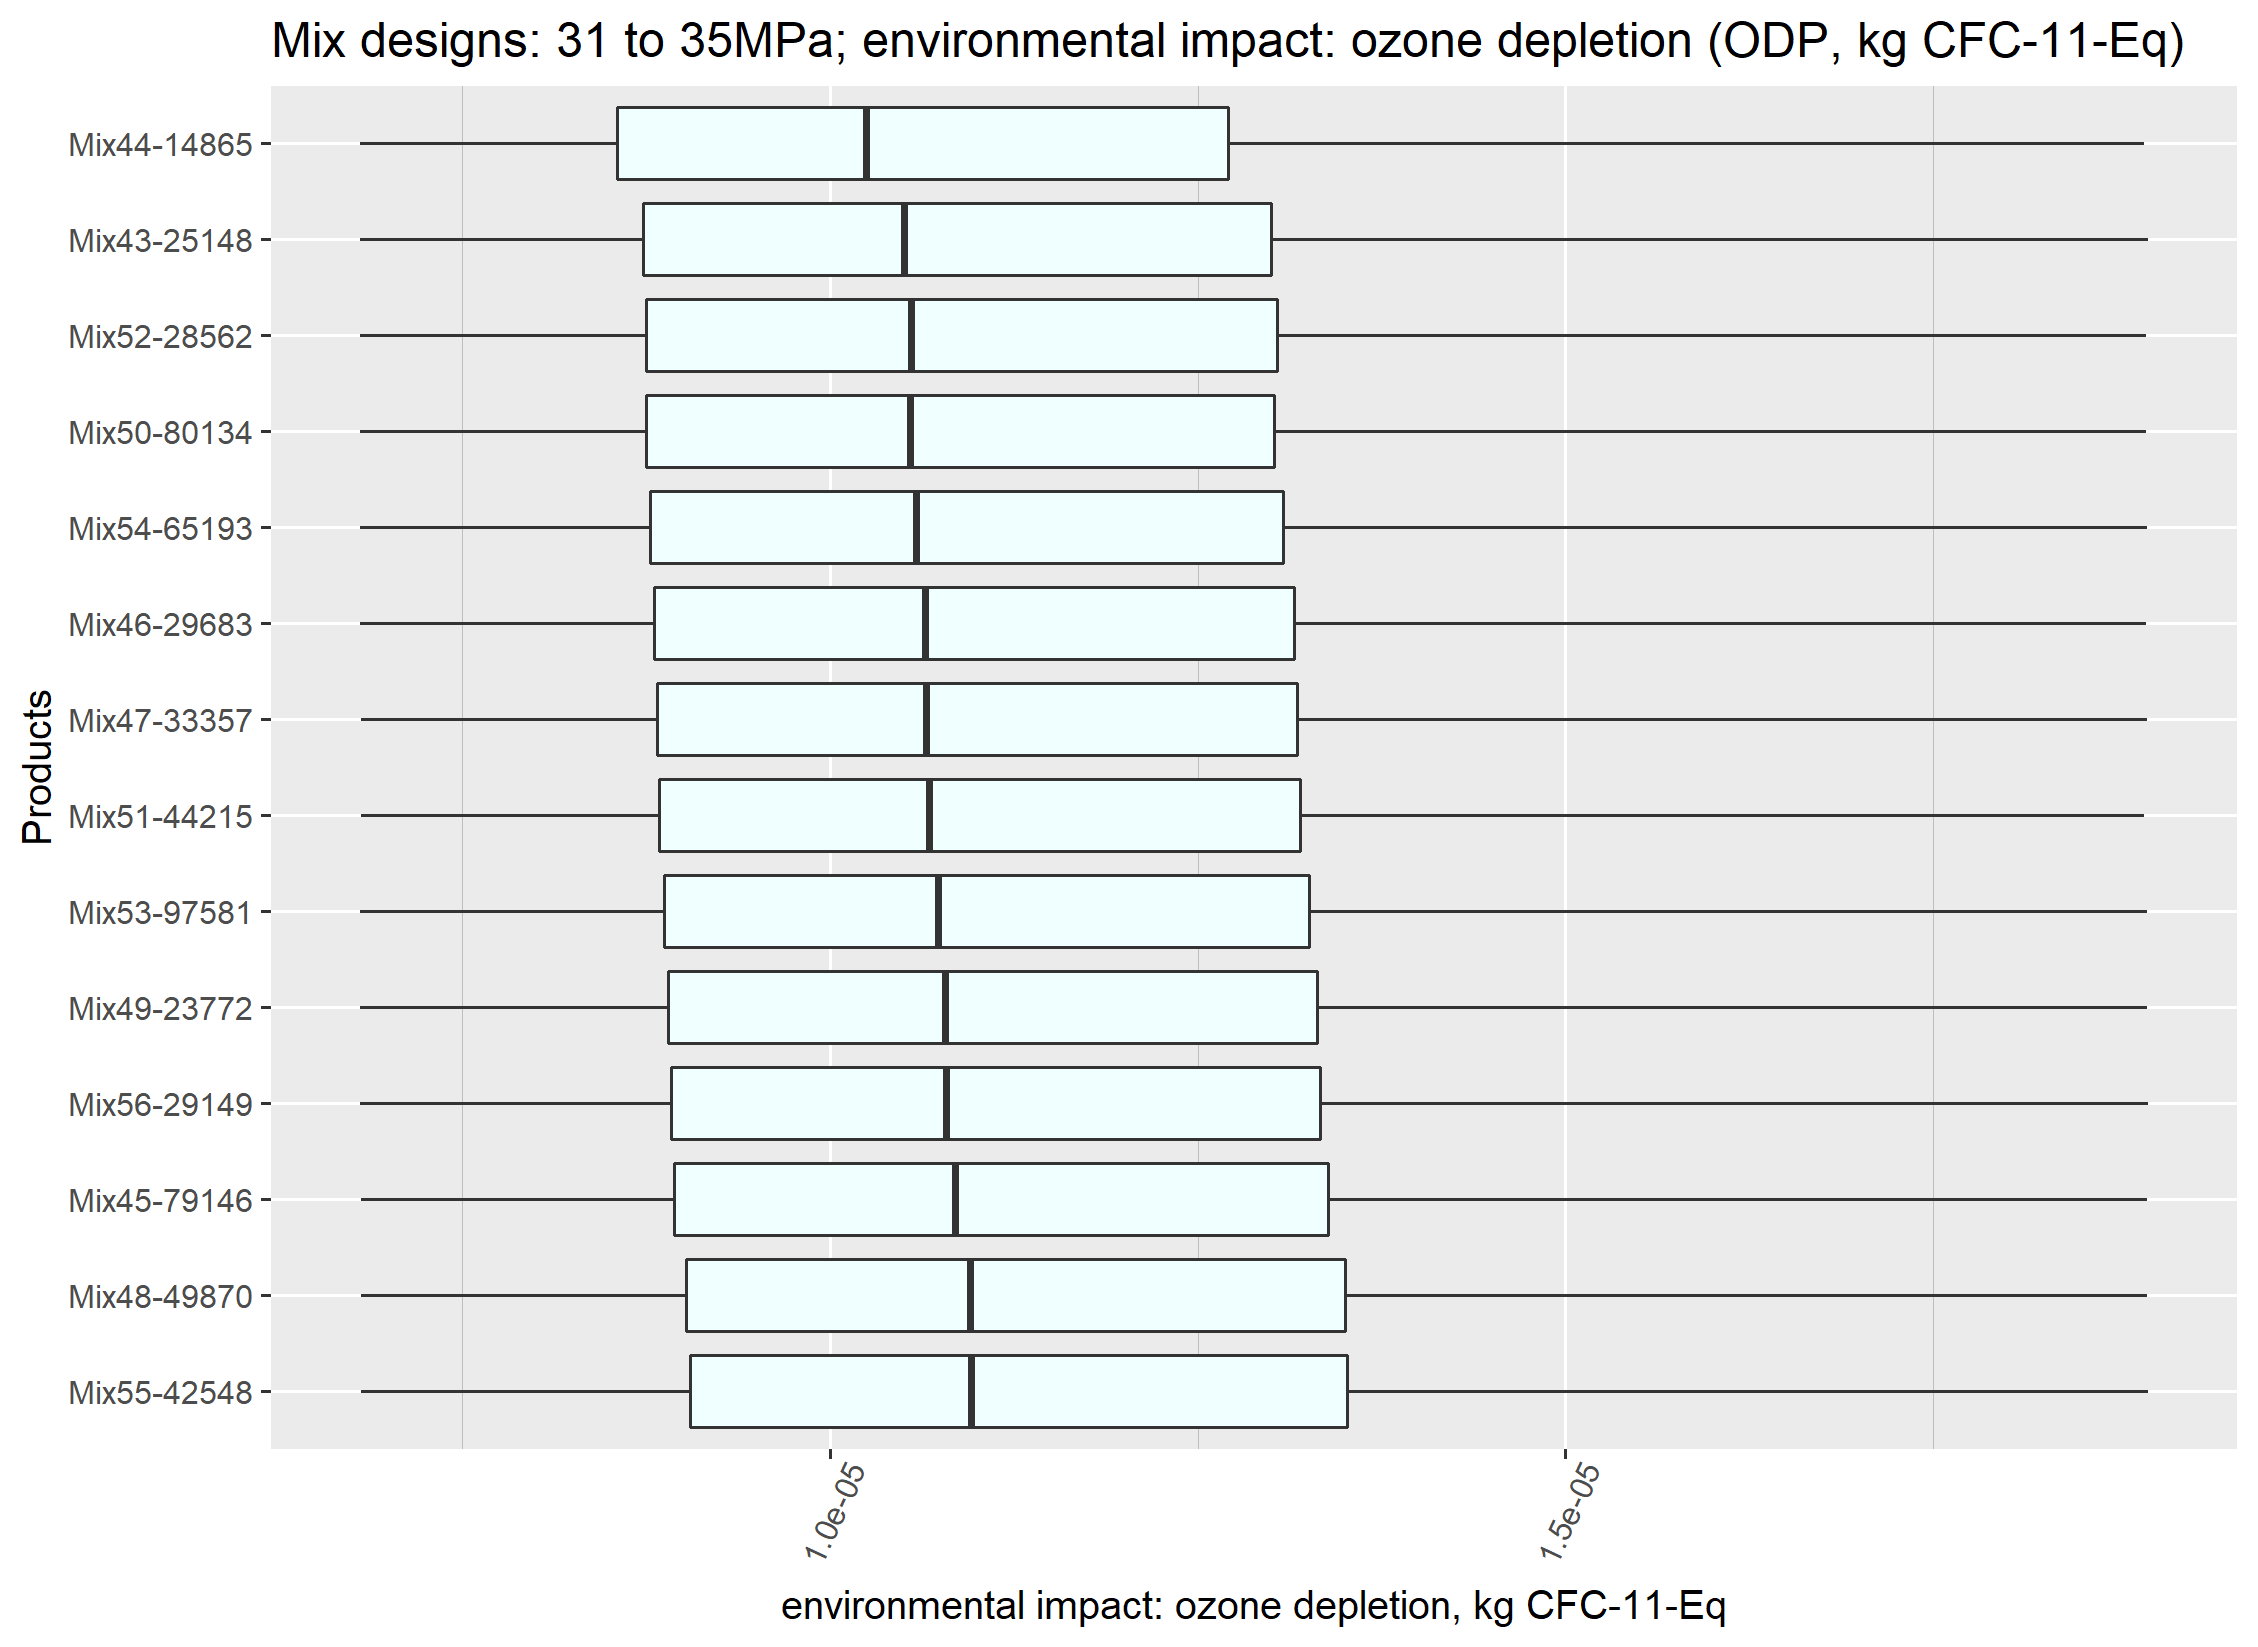 Mix designs: 31 to 35MPa; environmental impact: ozone depletion (ODP, kg CFC-11-Eq)
Products
Mix44-14865
Mix43-25148
Mix52-28562
Mix50-80134
Mix54-65193
Mix46-29683
Mix47-33357
Mix51-44215
Mix53-97581
Mix49-23772
Mix56-29149
Mix45-79146
Mix48-49870
Mix55-42548
1.0e-05
1.5e-05
environmental impact: ozone depletion, kg CFC-11-Eq